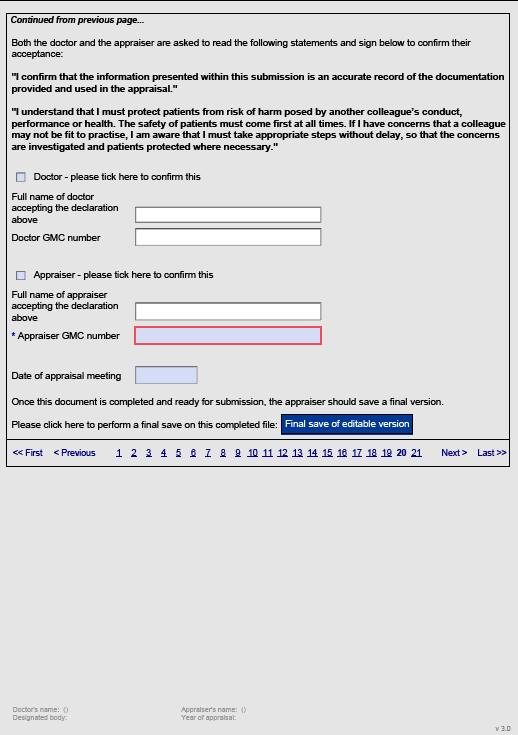 Continued from previous page...
Both the doctor and the appraiser are asked to read the following statements and sign below to confirm their
acceptance:
"I confirm that the information presented within this submission is an accurate record of the documentation
provided and used in the appraisal."
"I understand that I must protect patients from risk of harm posed by another colleague's conduct,
performance or health. The safety of patients must come first at all times. If I have concerns that a colleague
may not be fit to practise, I am aware that I must take appropriate steps without delay, so that the concerns
are investigated and patients protected where necessary."
Doctor - please tick here to confirm this
Full name of doctor
accepting the declaration
above
Doctor GMC number
Appraiser - please tick here to confirm this
Full name of appraiser
accepting the declaration
above
* Appraiser GMC number
Date of appraisal meeting
Once this document is completed and ready for submission, the appraiser should save a final version.
Please click here to perform a final save on this completed file: Final save of editable version
<< First < Previous 1 2 3 4 5 6 7 8 9 10 11 12 13 14 15 16 17 18 19 20 21 Next > Last >>
Doctor's name: () Appraiser's name: ()
Designated body: Year of appraisal:
v 3.0